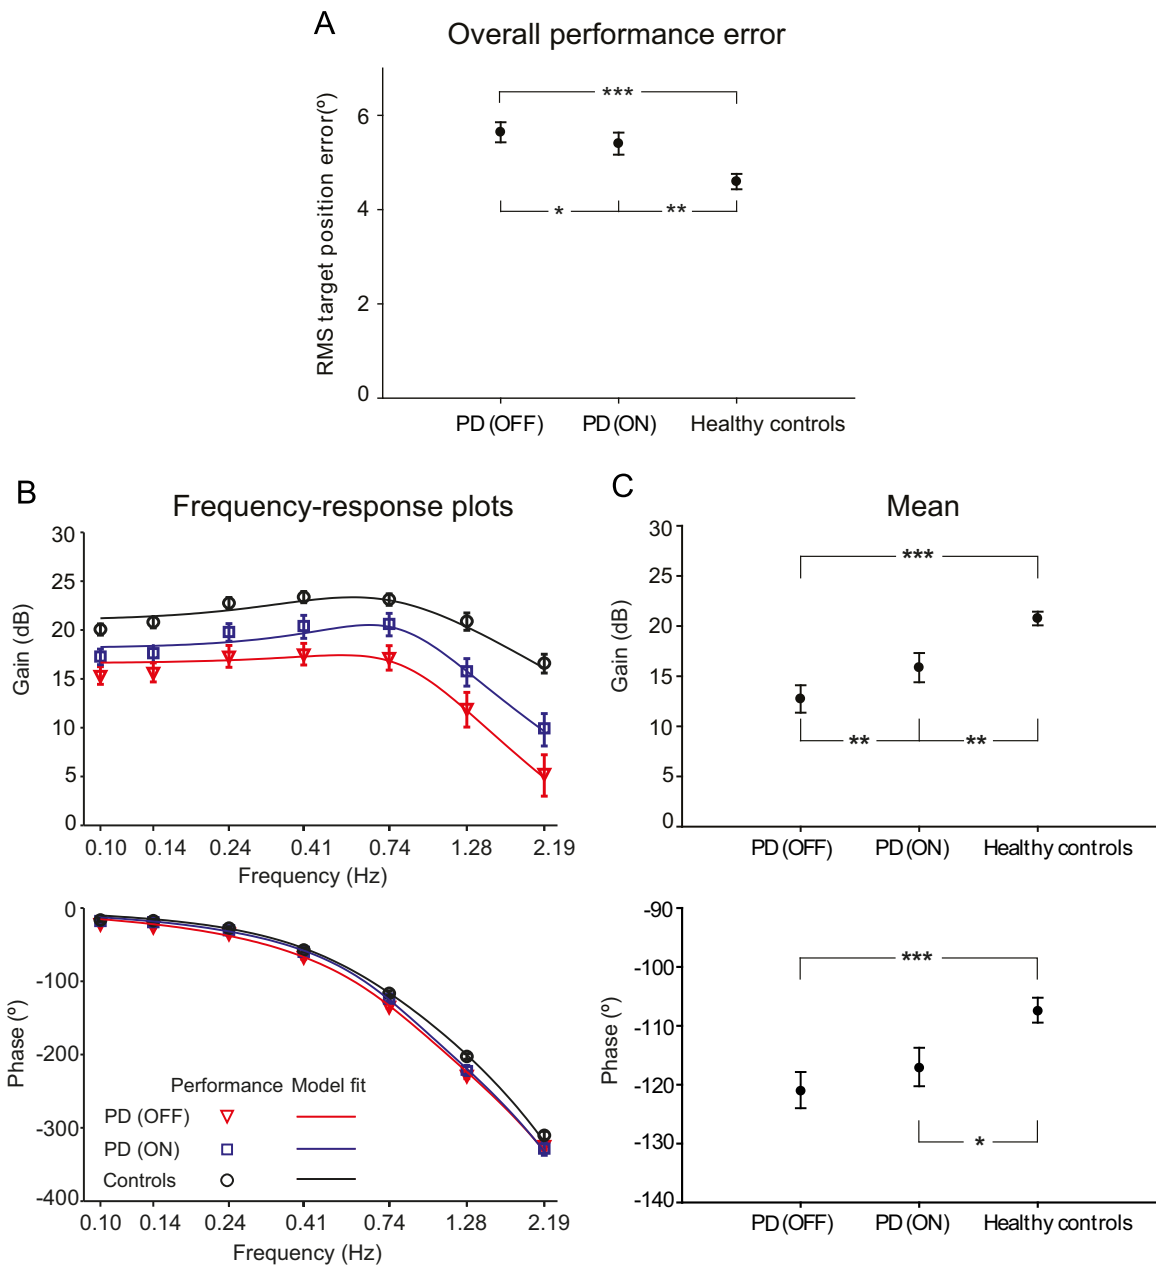 A
Overall performance error
RMS target position error(º)
6
4
2
0
***
*
**
PD (OFF)
PD (ON)
Healthy controls
B
Frequency-response plots
Gain (dB)
30
25
20
15
10
5
0
0.10
0.14
0.24
0.41
0.74
1.28
2.19
Frequency (Hz)
Phase (º)
0
-100
-200
-300
-400
Performance
Model fit
PD (OFF)
PD (ON)
Controls
0.10
0.14
0.24
0.41
0.74
1.28
2.19
Frequency (Hz)
C
Mean
Gain (dB)
30
25
20
15
10
5
0
***
**
**
PD (OFF)
PD (ON)
Healthy controls
Phase (º)
-90
-100
-110
-120
-130
-140
***
*
PD (OFF)
PD (ON)
Healthy controls